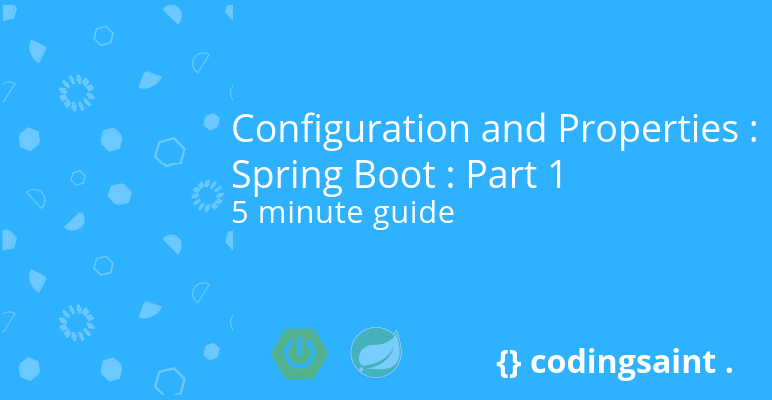 Configuration and Properties :
Spring Boot : Part 1
5 minute guide
{} codingsaint .